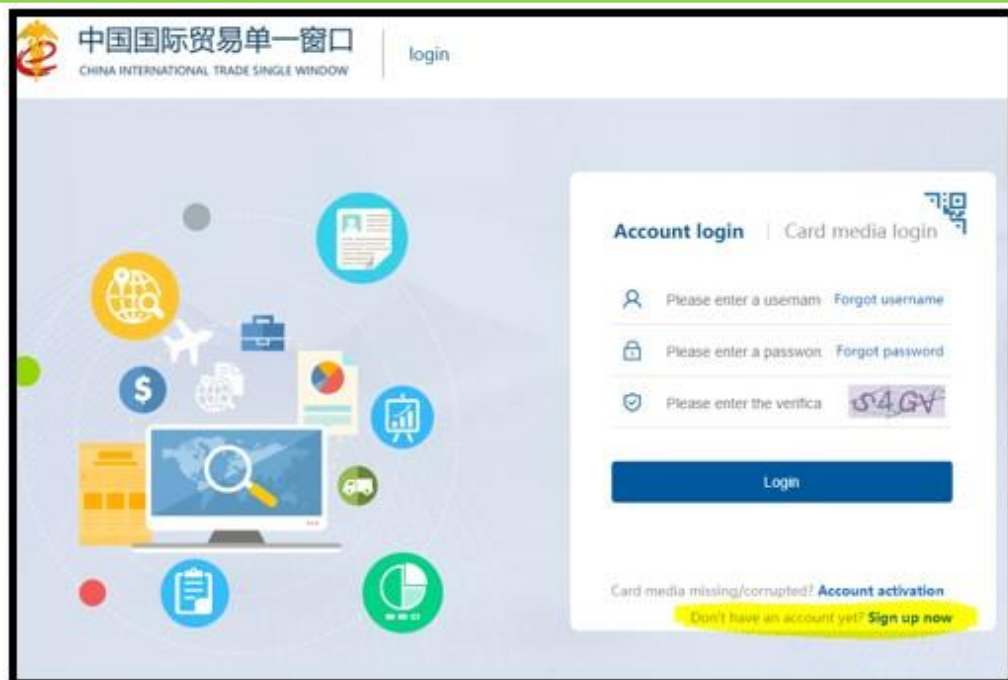 中国国际贸易单一窗口
CHINA INTERNATIONAL TRADE SINGLE WINDOW
login
Account login | Card media login
Please enter a usernam Forgot username
Please enter a passwor Forgot password
Please enter the verifica S4GV
Login
Card media missing/corrupted? Account activation
Don't have an account yet? Sign up now
$